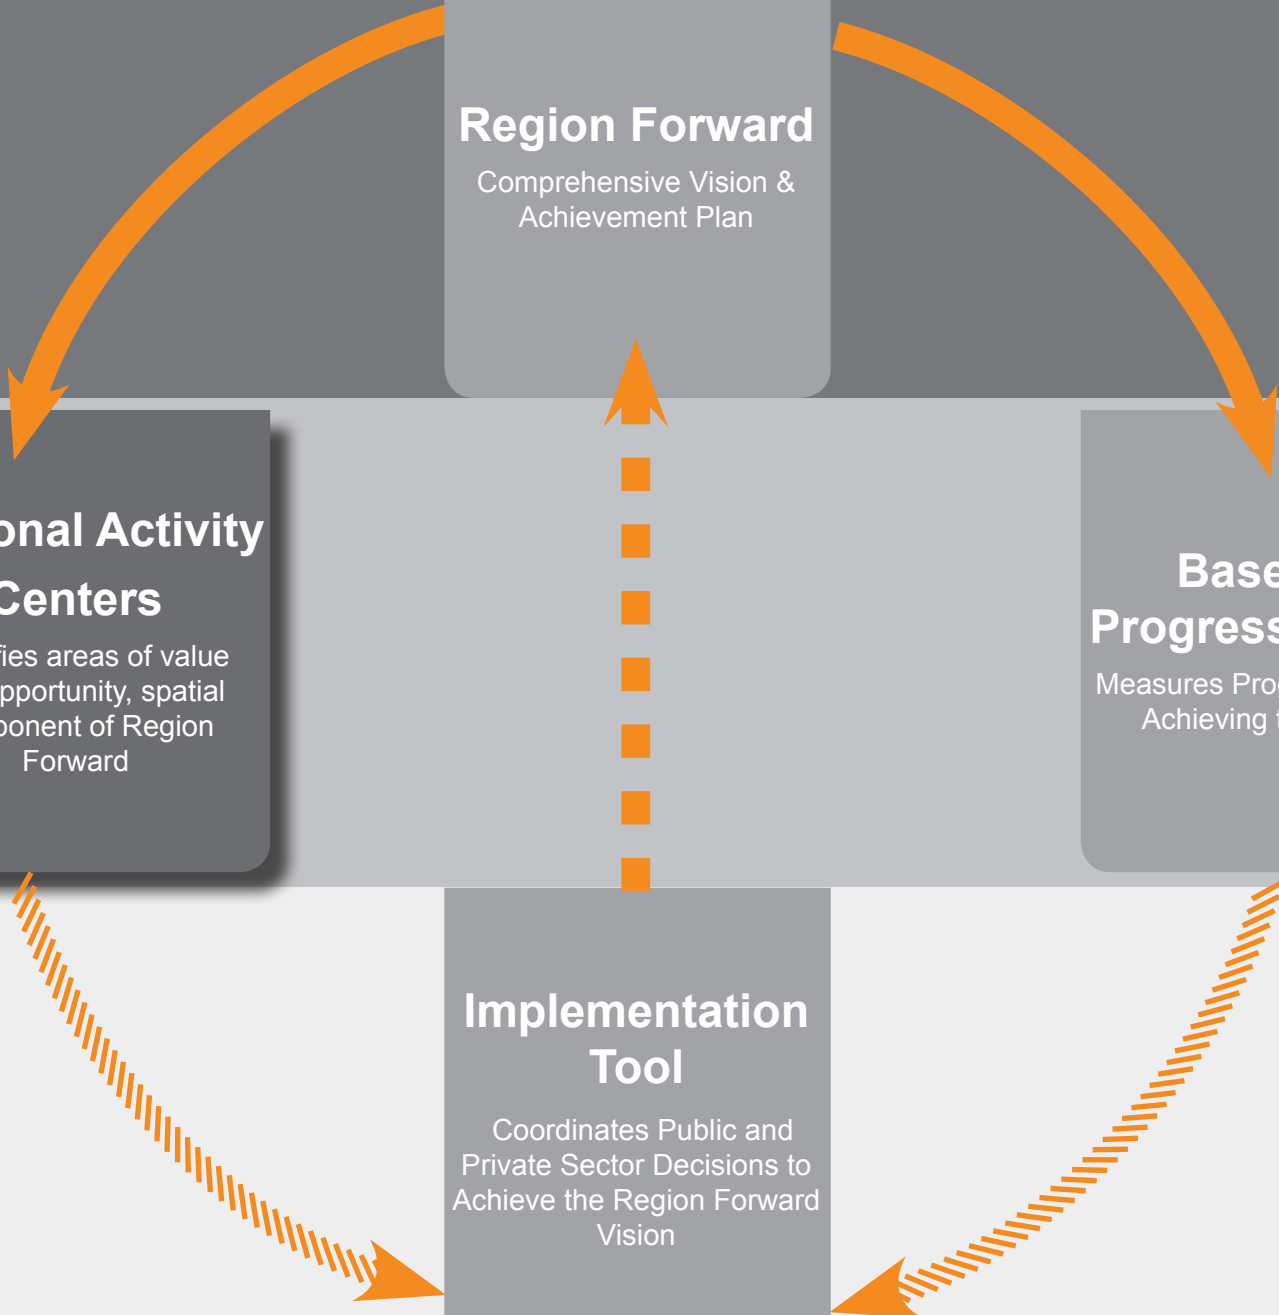 Region Forward
Comprehensive Vision &
Achievement Plan
onal Activity
Centers
fies areas of value
pportunity, spatial
ponent of Region
Forward
Base
Progress
Measures Prog
Achieving t
Implementation
Tool
Coordinates Public and
Private Sector Decisions to
Achieve the Region Forward
Vision